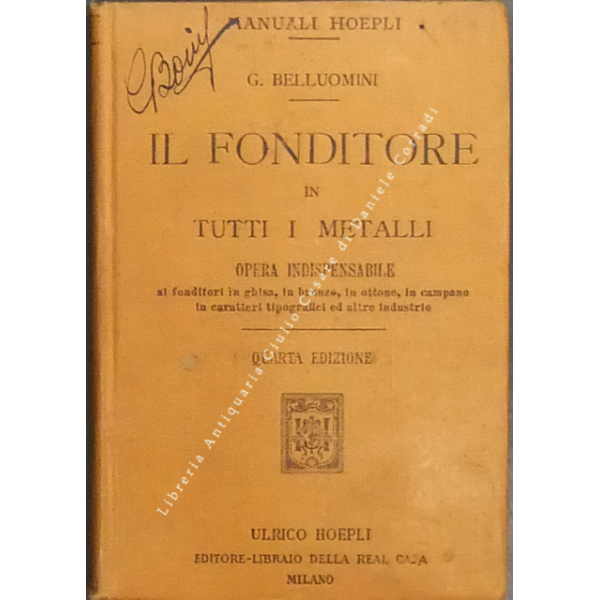 MANUALI HOEPLI
G. BELLUOMINI
IL FONDITORE
IN
TUTTI I METALLI
OPERA INDISPENSABILE
ai fonditori in ghisa, in bronzo, in ottone, in campane
in caratteri tipografici ed altre industrie
QUARTA EDIZIONE
ULRICO HOEPLI
EDITORE-LIBRAIO DELLA REAL CASA
MILANO
Libreria Antiquaria Giulio Cesare di Daniele Corradi